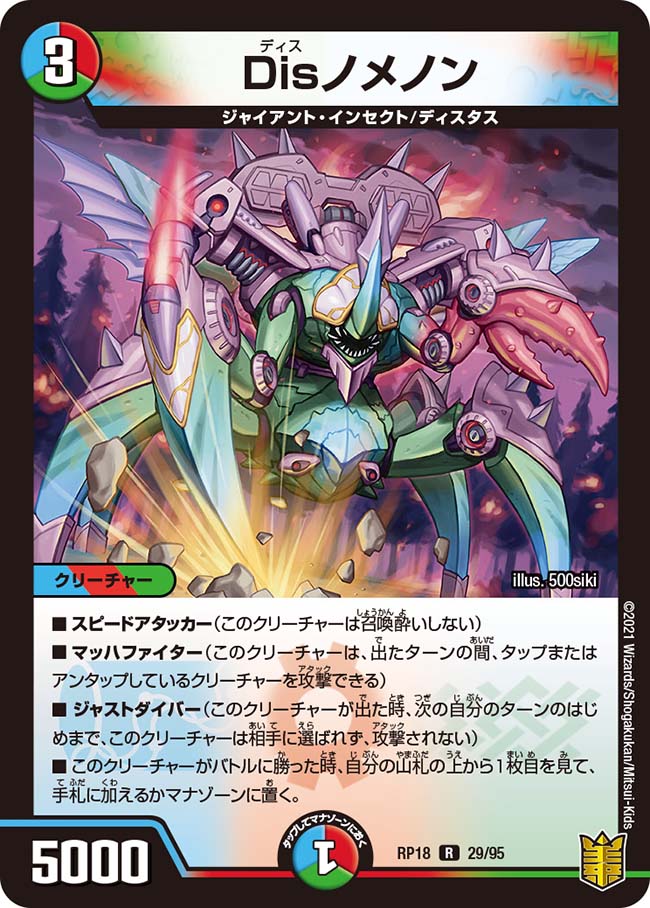 3
ディス
Disノメノン
ジャイアント・インセクト/ディスタス
クリーチャー
illus. 500siki
■ スピードアタッカー(このクリーチャーは召喚酔いしない)
■ マッハファイター(このクリーチャーは、出たターンの間、タップまたは
アンタップしているクリーチャーを攻撃できる)
■ ジャストダイバー(このクリーチャーが出た時、次の自分のターンのはじ
めまで、このクリーチャーは相手に選ばれず、攻撃されない)
■ このクリーチャーがバトルに勝った時、自分の山札の上から1枚目を見て、
手札に加えるかマナゾーンに置く。
©2021 Wizards/Shogakukan/Mitsui-Kids
5000
タップしてマナゾーンにおく
1
RP18 R 29/95